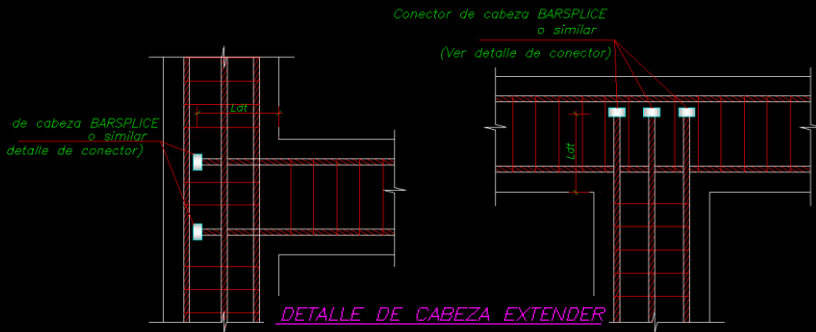 Conector de cabeza BARSPLICE
o similar
(Ver detalle de conector)
de cabeza BARSPLICE
o similar
detalle de conector)
Ldt
Ldt
DETALLE DE CABEZA EXTENDER